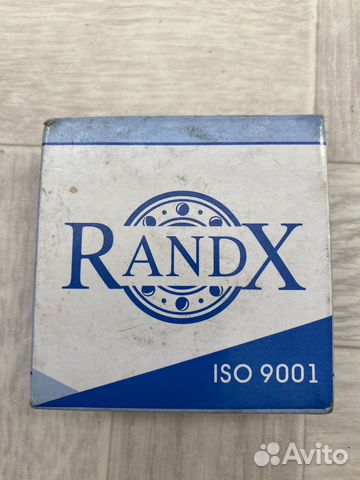 RANDX
ISO 9001
Avito